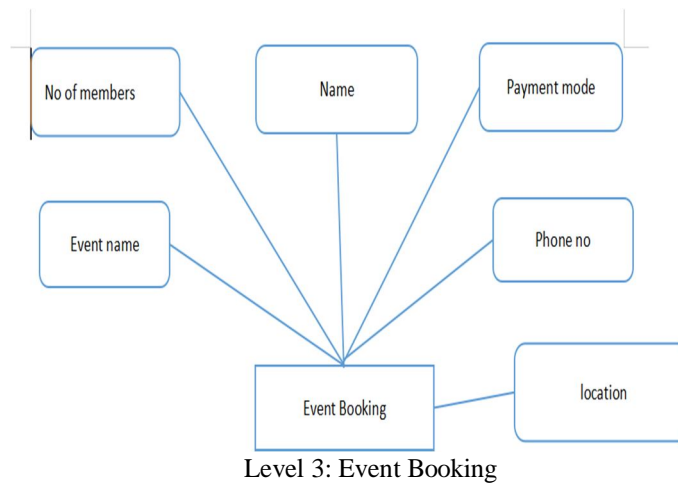 No of members
Name
Payment mode
Event name
Phone no
Event Booking
location
Level 3: Event Booking